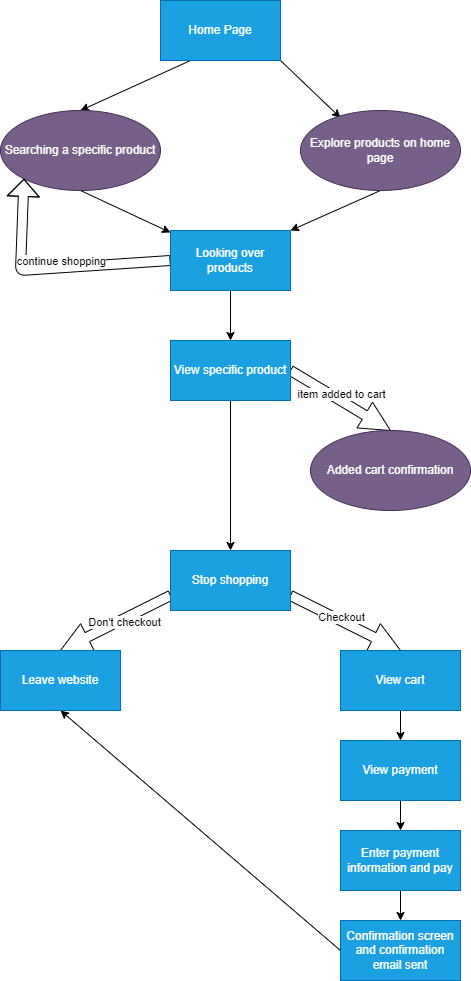 Home Page
Searching a specific product
Explore products on home
page
continue shopping
Looking over
products
View specific product
item added to cart
Added cart confirmation
Stop shopping
Don't checkout
Checkout
Leave website
View cart
View payment
Enter payment
information and pay
Confirmation screen
and confirmation
email sent